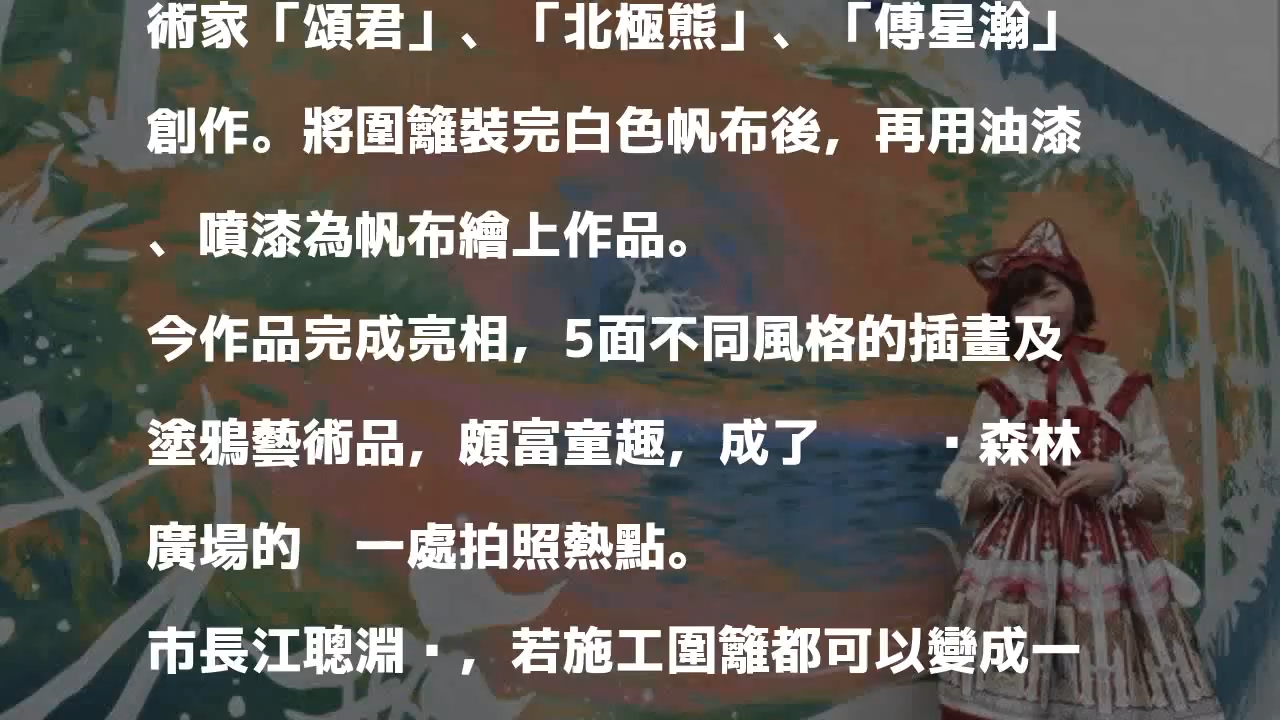 術家「頌君」、「北極熊」、「傅星瀚」
創作。將圍籬裝完白色帆布後，再用油漆
、噴漆為帆布繪上作品。
今作品完成亮相，5面不同風格的插畫及
塗鴉藝術品，頗富童趣，成了　　·森林
廣場的　一處拍照熱點。
市長江聰淵·，若施工圍籬都可以變成一